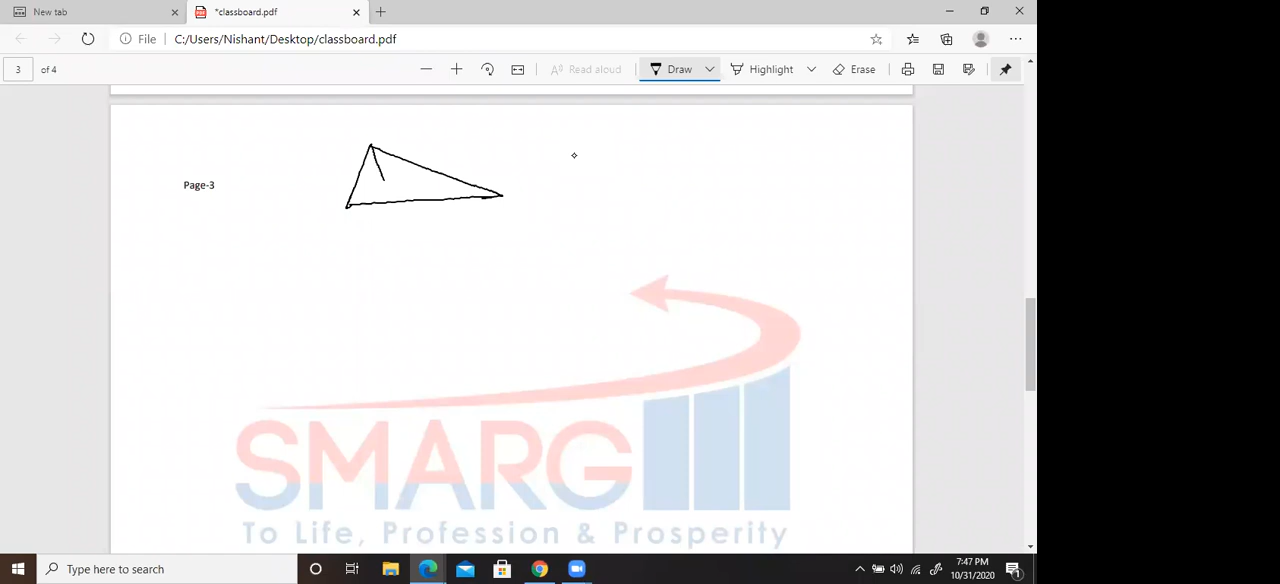 New tab
*classboard.pdf
File
C:/Users/Nishant/Desktop/classboard.pdf
3 of 4
Read aloud
Draw
Highlight
Erase
Page-3
SMARG
To Life, Profession & Prosperity
Type here to search
7:47 PM
10/31/2020
1